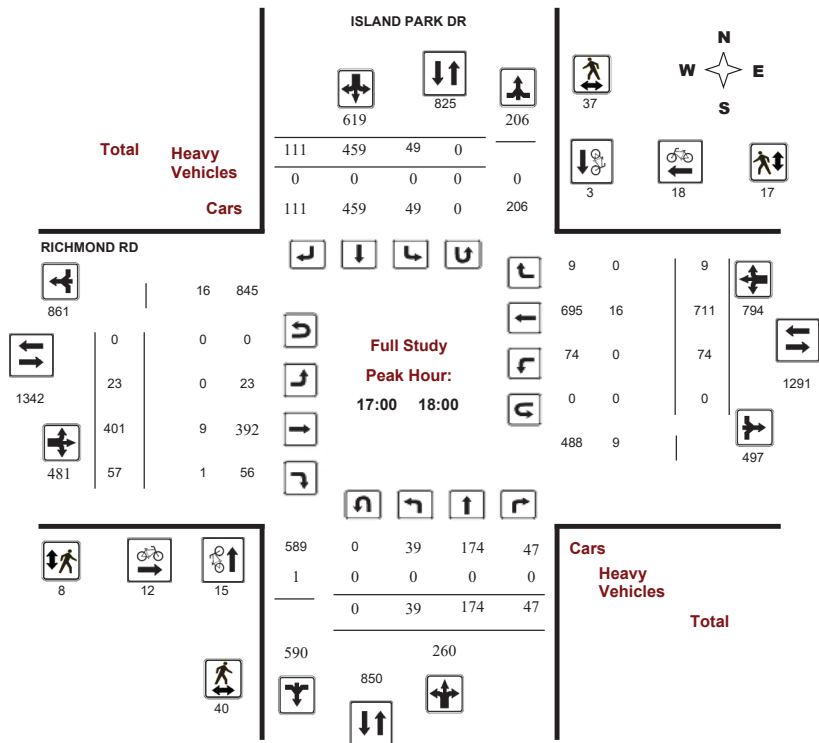 ISLAND PARK DR
N
W E
S
825
37
619 206
Total Heavy Vehicles
111 459 49 0
0 0 0 0 0
Cars 111 459 49 0 206
3 18 17
RICHMOND RD
861 16 845
9 0 9
794
695 16 711
0 0 0
1342
23 0 23
Full Study
Peak Hour:
17:00 18:00
74 0 74
1291
0 0 0
401 9 392
481 57 1 56
488 9 497
589 0 39 174 47
1 0 0 0 0
0 39 174 47
Cars
Heavy
Vehicles
Total
8 12 15
590 260
850
40